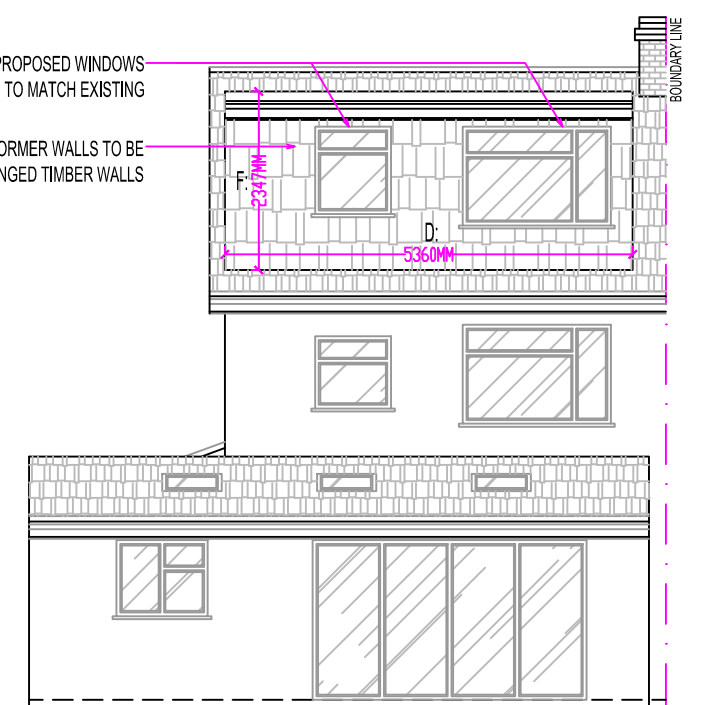 PROPOSED WINDOWS
TO MATCH EXISTING
BOUNDARY LINE
ORMER WALLS TO BE
NGED TIMBER WALLS
F:
2347MM
D:
5360MM